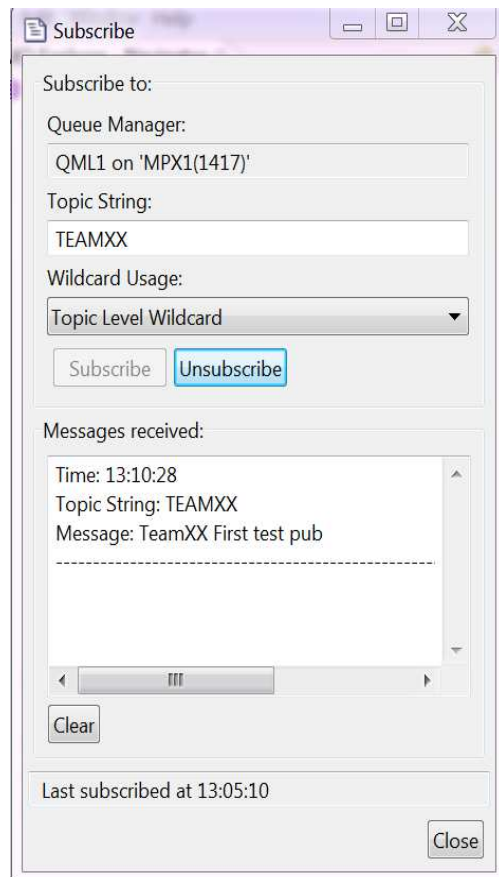 Subscribe
Subscribe to:
Queue Manager:
QML1 on 'MPX1(1417)'
Topic String:
TEAMXX
Wildcard Usage:
Topic Level Wildcard
Subscribe Unsubscribe
Messages received:
Time: 13:10:28
Topic String: TEAMXX
Message: TeamXX First test pub
--------------------------------------------------------
Clear
Last subscribed at 13:05:10
Close